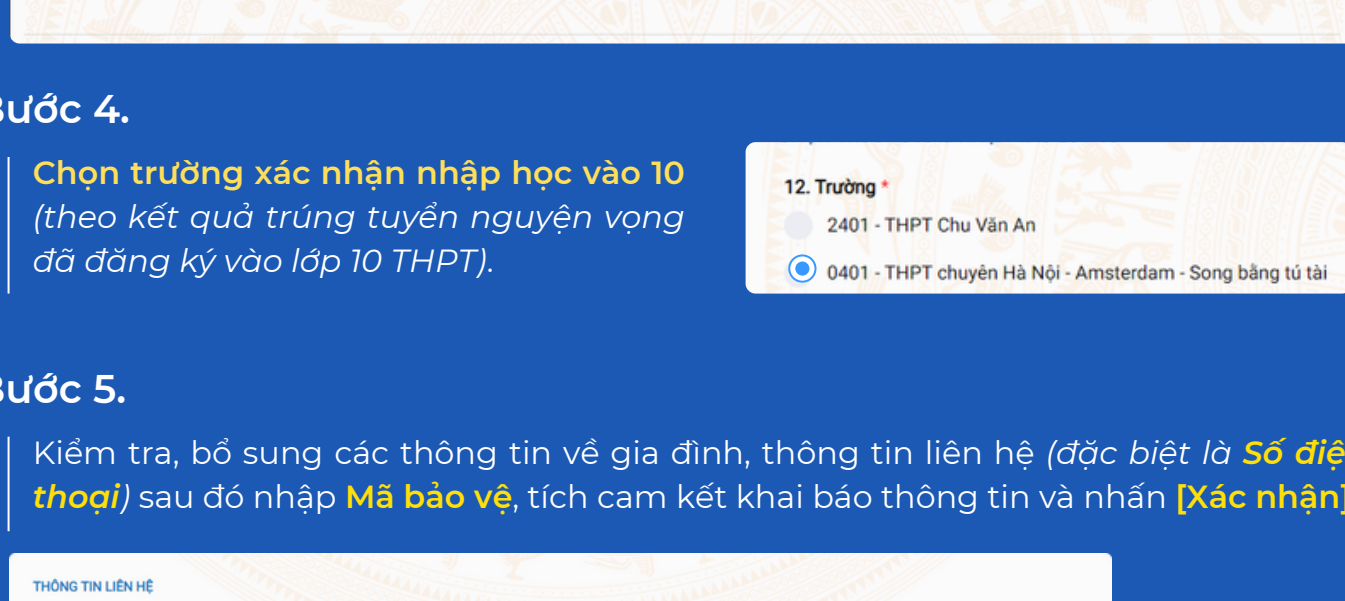 Bước 4.
Chọn trường xác nhận nhập học vào 10
(theo kết quả trúng tuyển nguyện vọng
đã đăng ký vào lớp 10 THPT).
12. Trường *
2401 - THPT Chu Văn An
0401 - THPT chuyên Hà Nội - Amsterdam - Song bằng tú tài
Bước 5.
Kiểm tra, bổ sung các thông tin về gia đình, thông tin liên hệ (đặc biệt là Số điệ
thoại) sau đó nhập Mã bảo vệ, tích cam kết khai báo thông tin và nhấn [Xác nhận]
THÔNG TIN LIÊN HỆ